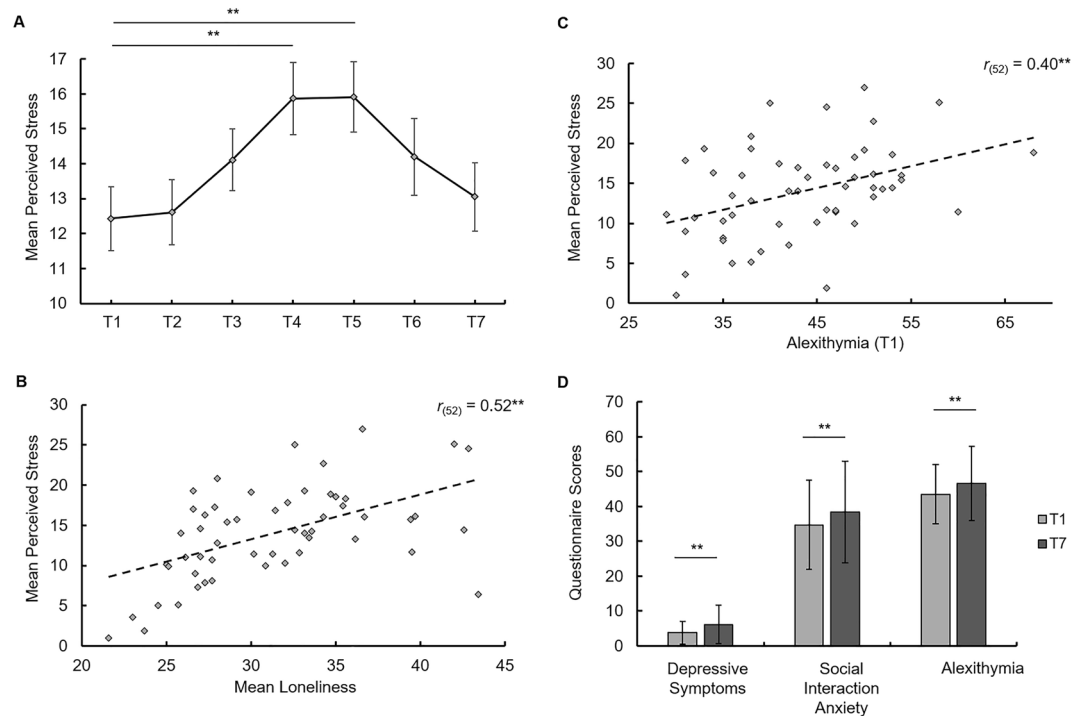 A
**
**
17
16
15
14
13
12
11
10
Mean Perceived Stress
T1 T2 T3 T4 T5 T6 T7
B
30
25
20
15
10
5
0
Mean Perceived Stress
r(52) = 0.52**
20 25 30 35 40 45
Mean Loneliness
C
30
25
20
15
10
5
0
Mean Perceived Stress
r(52) = 0.40**
25 35 45 55 65
Alexithymia (T1)
D
70
60
50
40
30
20
10
0
Questionnaire Scores
**
**
**
Depressive
Symptoms
Social
Interaction
Anxiety
Alexithymia
T1
T7